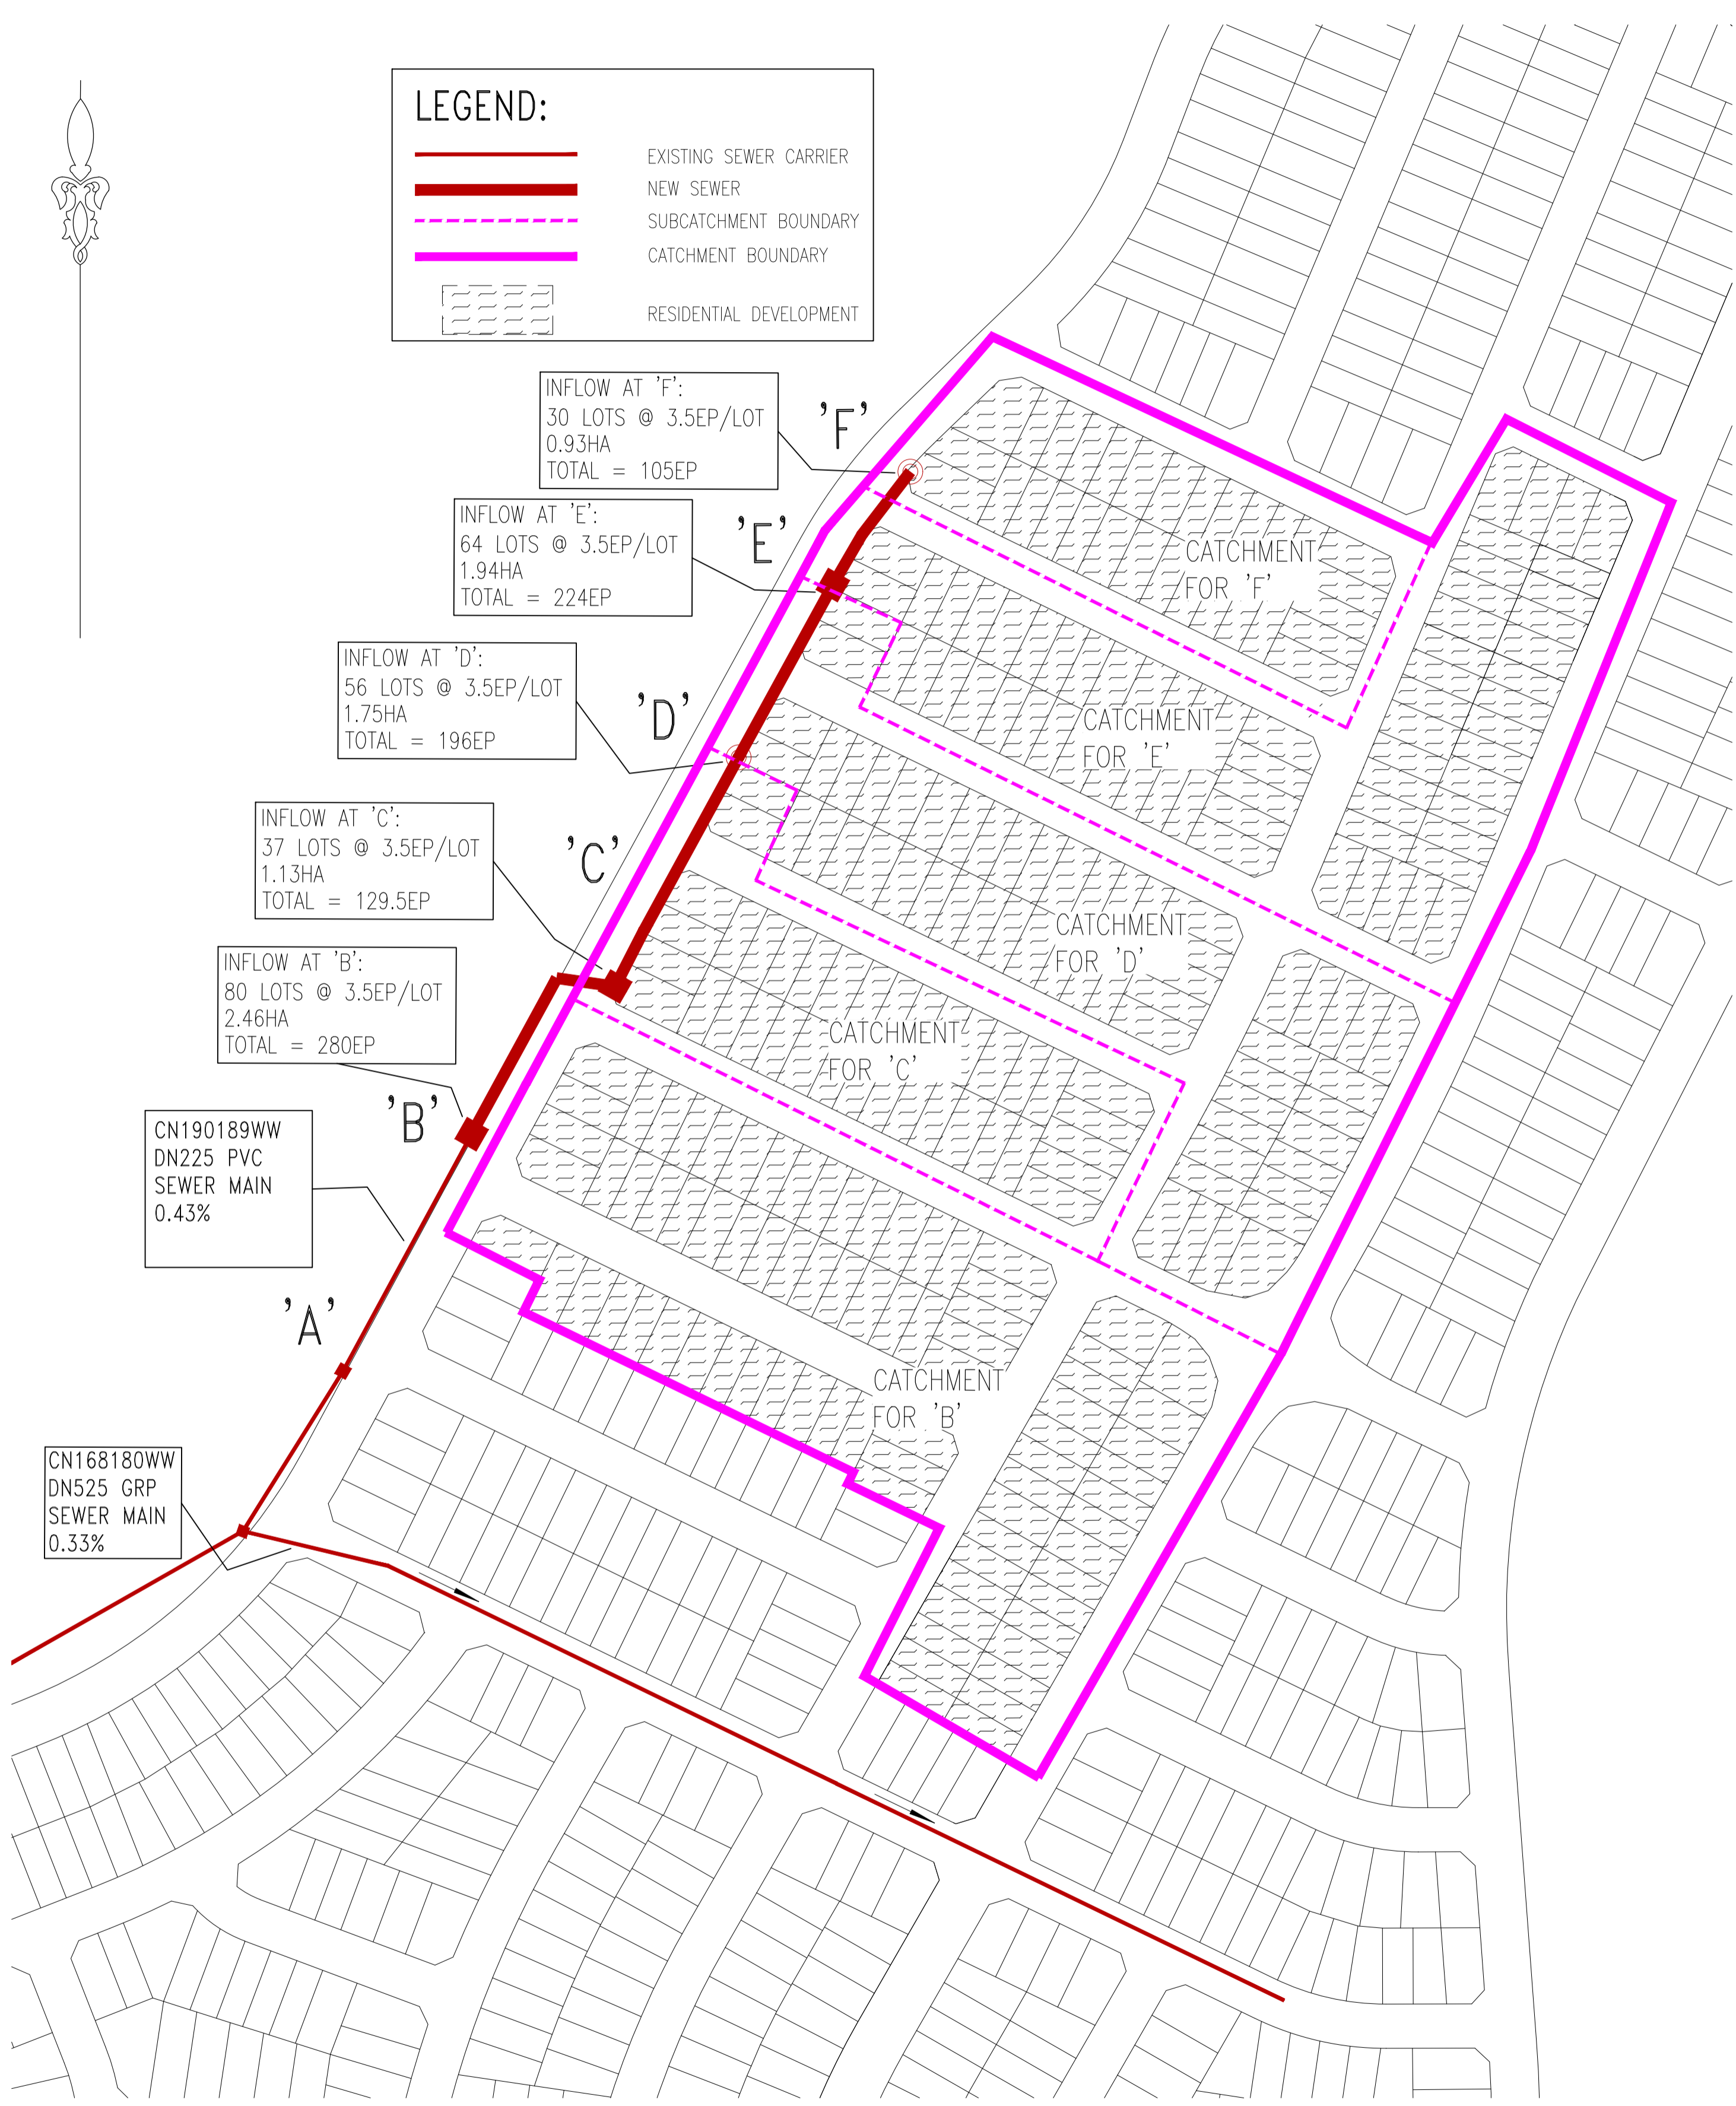 LEGEND:
EXISTING SEWER CARRIER
NEW SEWER
SUBCATCHMENT BOUNDARY
CATCHMENT BOUNDARY
RESIDENTIAL DEVELOPMENT
INFLOW AT 'F':
30 LOTS @ 3.5EP/LOT
0.93HA
TOTAL = 105EP
'F'
INFLOW AT 'E':
64 LOTS @ 3.5EP/LOT
1.94HA
TOTAL = 224EP
'E'
CATCHMENT
FOR 'F'
INFLOW AT 'D':
56 LOTS @ 3.5EP/LOT
1.75HA
TOTAL = 196EP
'D'
CATCHMENT
FOR 'E'
INFLOW AT 'C':
37 LOTS @ 3.5EP/LOT
1.13HA
TOTAL = 129.5EP
'C'
CATCHMENT
FOR 'D'
INFLOW AT 'B':
80 LOTS @ 3.5EP/LOT
2.46HA
TOTAL = 280EP
CATCHMENT
FOR 'C'
'B'
CN190189WW
DN225 PVC
SEWER MAIN
0.43%
'A'
CATCHMENT
FOR 'B'
CN168180WW
DN525 GRP
SEWER MAIN
0.33%